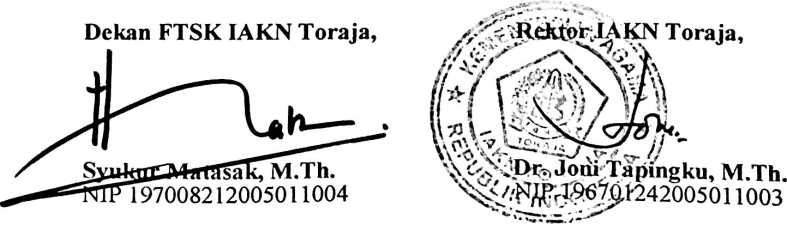 Dekan FTSK IAKN Toraja,
Syukur Matasak, M.Th.
NIP 197008212005011004
Rektor IAKN Toraja,
Dr. Joni Tapingku, M.Th.
NIP 196701242005011003